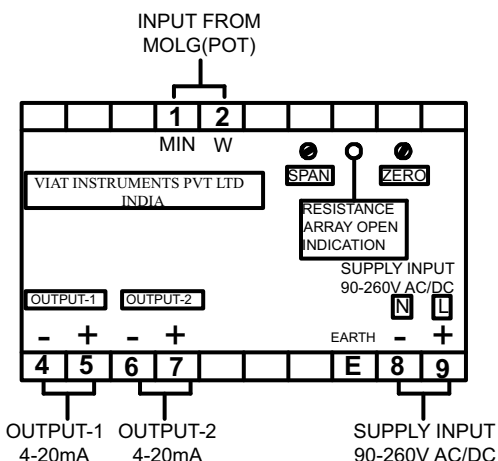 INPUT FROM
MOLG(POT)
1 2
MIN W
SPAN ZERO
VIAT INSTRUMENTS PVT LTD
INDIA
RESISTANCE
ARRAY OPEN
INDICATION
SUPPLY INPUT
90-260V AC/DC
OUTPUT-1 OUTPUT-2 N L
- + - + EARTH - +
4 5 6 7 E 8 9
OUTPUT-1 OUTPUT-2 SUPPLY INPUT
4-20mA 4-20mA 90-260V AC/DC